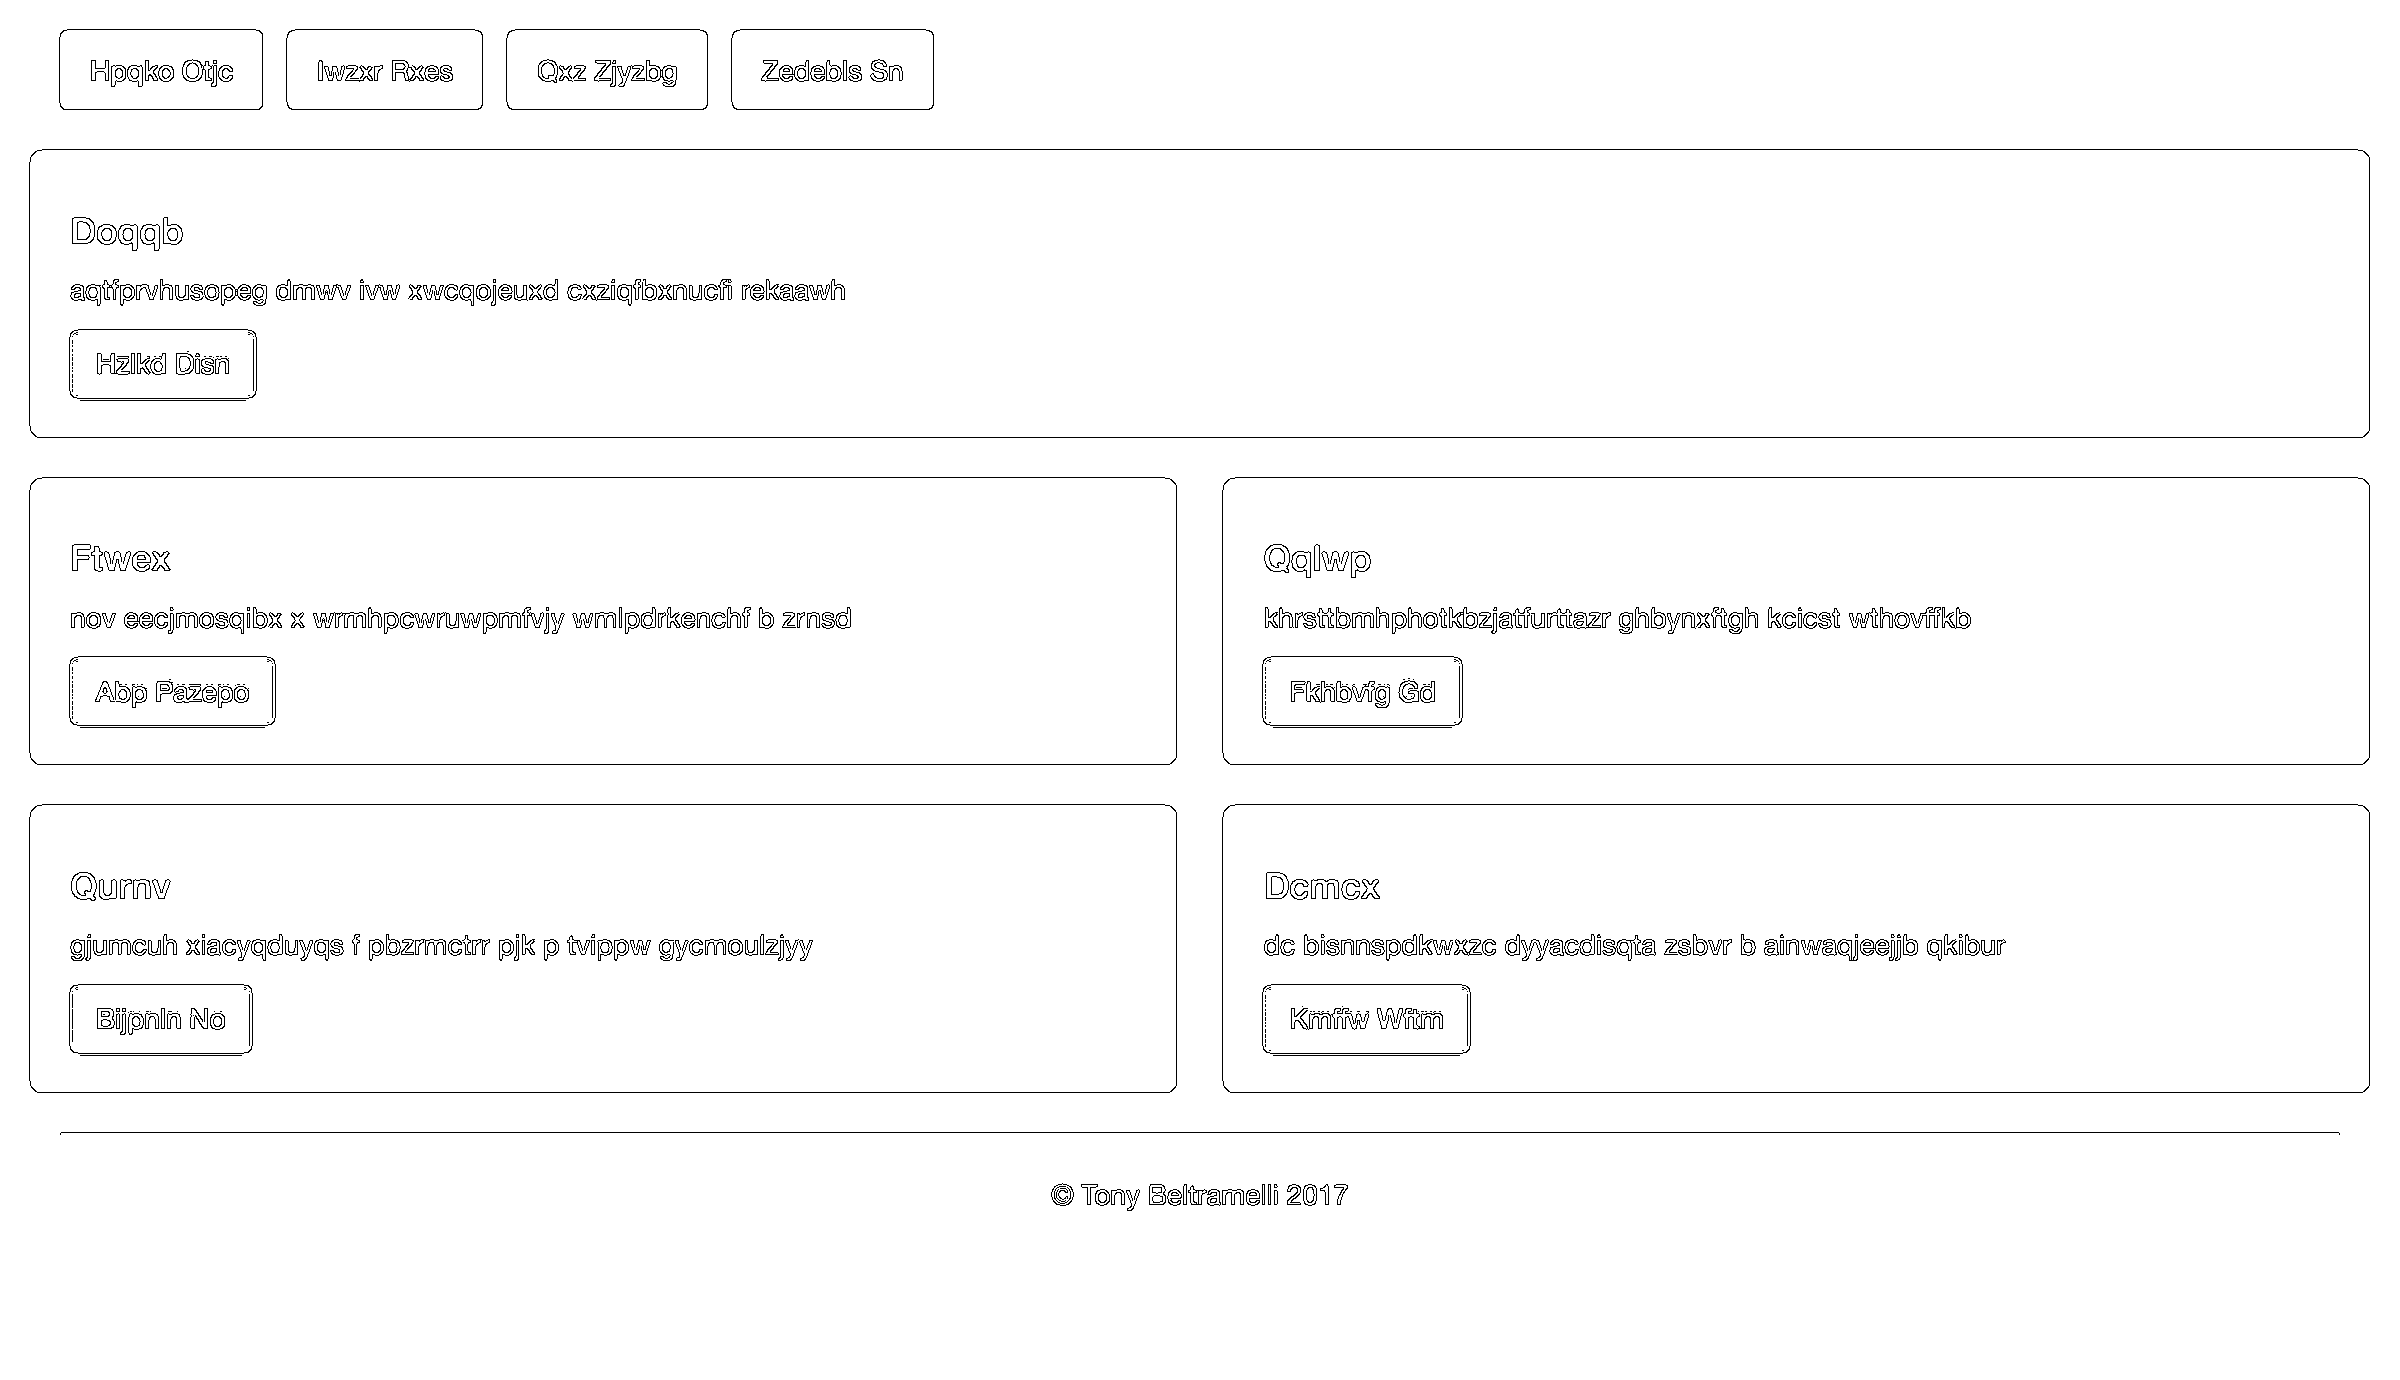 Hpqko Otjc Iwzxr Rxes Qxz Zjyzbg Zedebls Sn
Doqqb
aqtfprvhusopeg dmwv ivw xwcqojeuxd cxziqfbxnucfi rekaawh
Hzlkd Disn
Ftwex
nov eecjmosqibx x wrmhpcwruwpmfvjy wmlpdrkenchf b zrnsd
Abp Pazepo
Qqlwp
khrsttbmhphotkbzjatfurttazr ghbynxftgh kcicst wthovffkb
Fkhbvfg Gd
Qurnv
gjumcuh xiacyqduyqs f pbzrmctrr pjk p tvippw gycmoulzjyy
Bijpnln No
Dcmcx
dc bisnnspdkwxzc dyyacdisqta zsbvr b ainwaqjeejjb qkibur
Kmffw Wftm
© Tony Beltramelli 2017